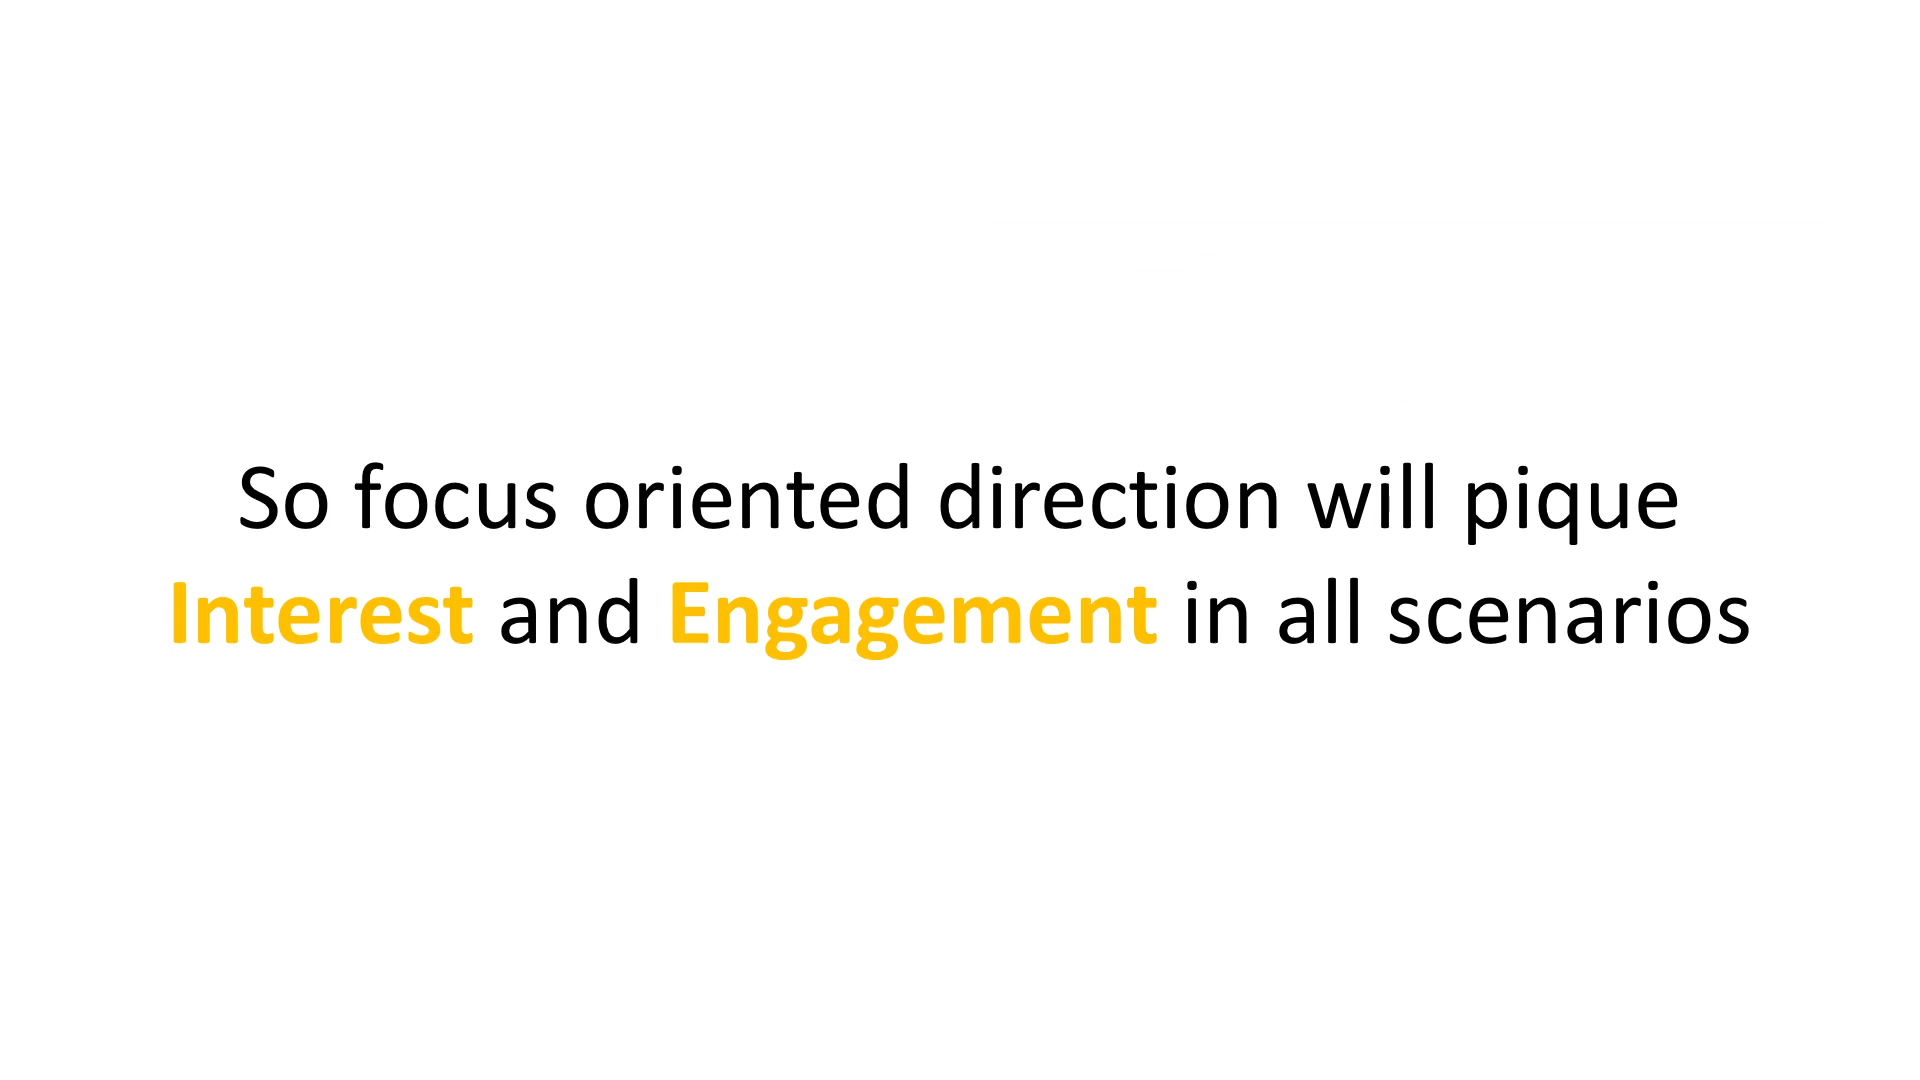 So focus oriented direction will pique
Interest and Engagement in all scenarios